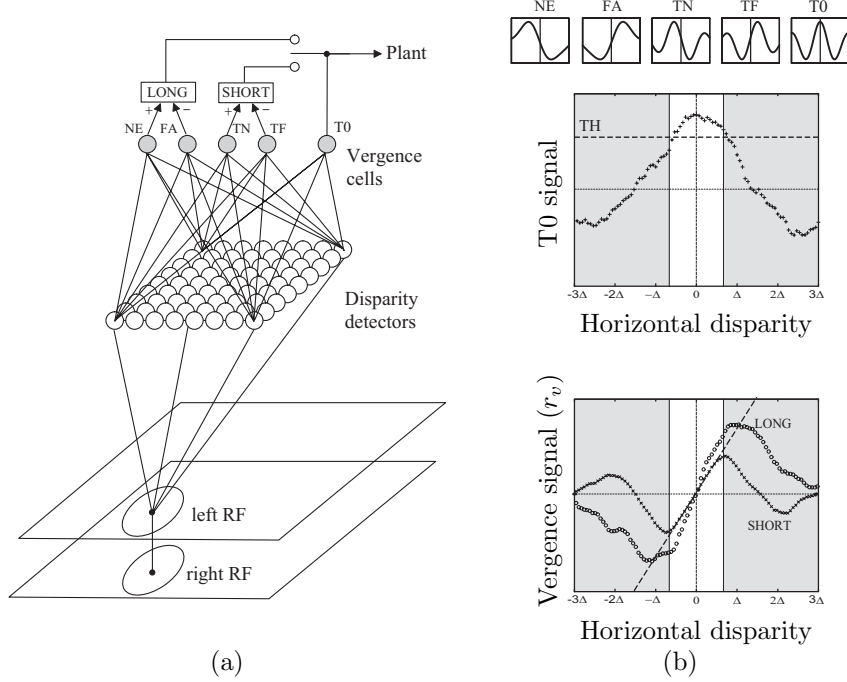 Plant
LONG
SHORT
+
−
+
−
NE
FA
TN
TF
T0
Vergence
cells
Disparity
detectors
left RF
right RF
(a)
NE FA TN TF T0
TH
T0 signal
-3Δ -2Δ −Δ 0 Δ 2Δ 3Δ
Horizontal disparity
Vergence signal (r_v)
LONG
SHORT
-3Δ -2Δ −Δ 0 Δ 2Δ 3Δ
Horizontal disparity
(b)